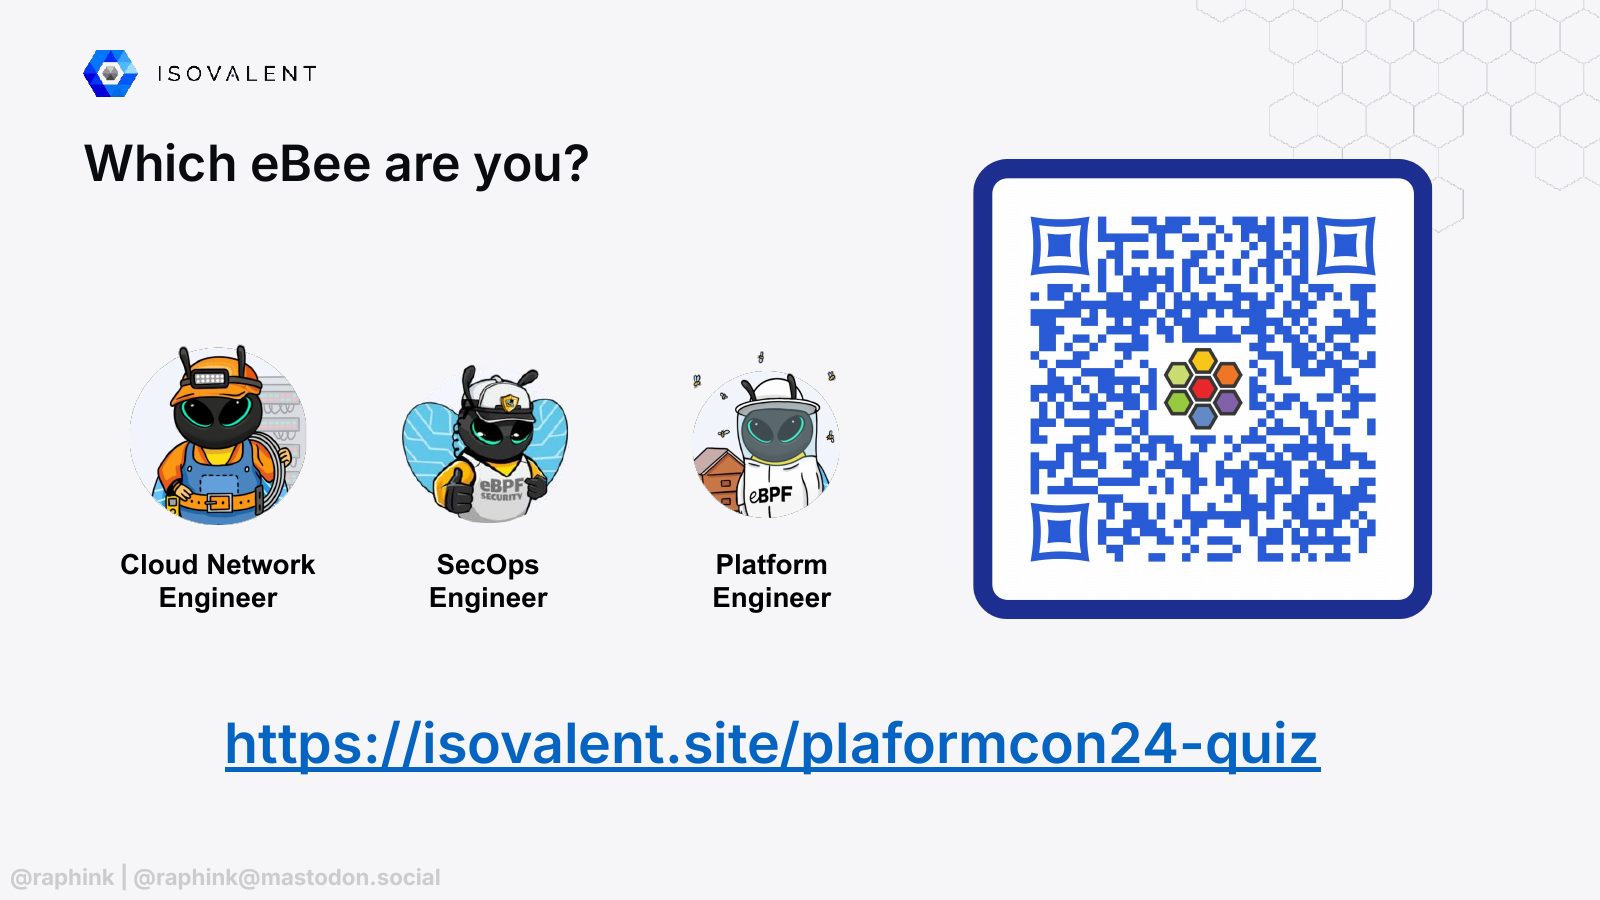 ISOVALENT
Which eBee are you?
eBPF
SECURITY
eBPF
Cloud Network
Engineer
SecOps
Engineer
Platform
Engineer
https://isovalent.site/plaformcon24-quiz
@raphink | @raphink@mastodon.social